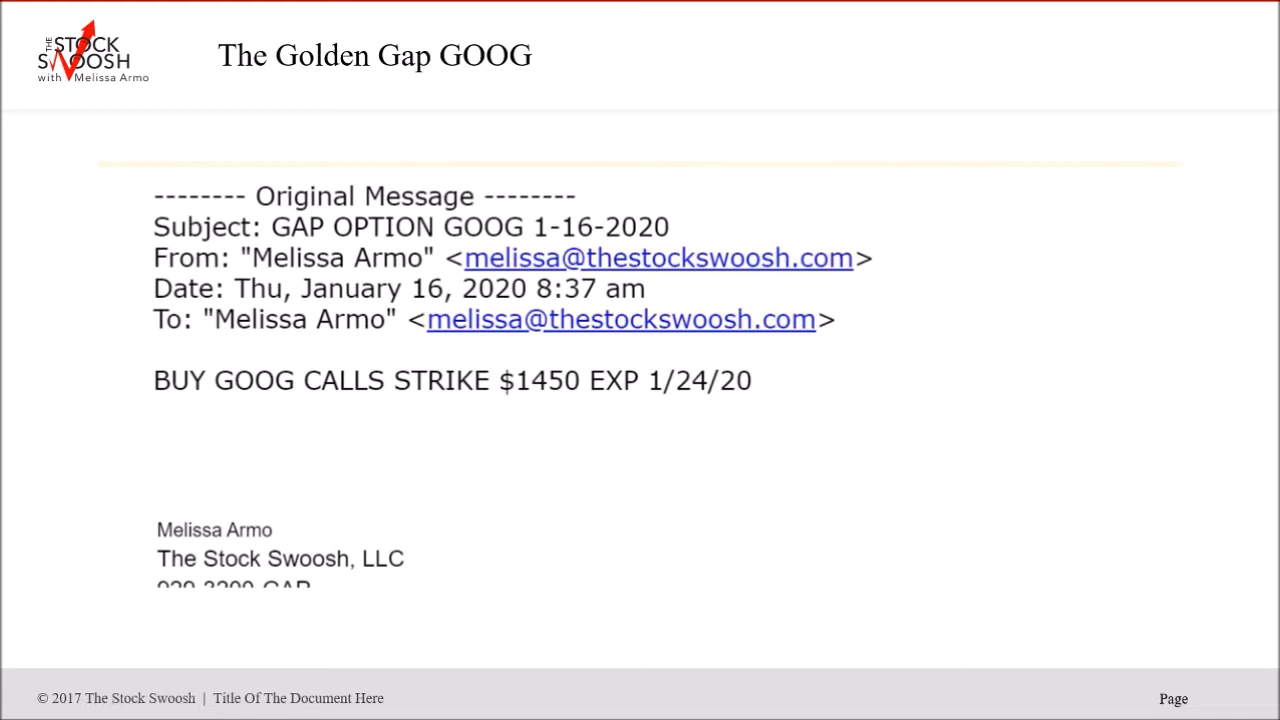 THE STOCK
SWOOSH
with Melissa Armo
The Golden Gap GOOG
-------- Original Message --------
Subject: GAP OPTION GOOG 1-16-2020
From: "Melissa Armo" <melissa@thestockswoosh.com>
Date: Thu, January 16, 2020 8:37 am
To: "Melissa Armo" <melissa@thestockswoosh.com>
BUY GOOG CALLS STRIKE $1450 EXP 1/24/20
Melissa Armo
The Stock Swoosh, LLC
© 2017 The Stock Swoosh | Title Of The Document Here
Page